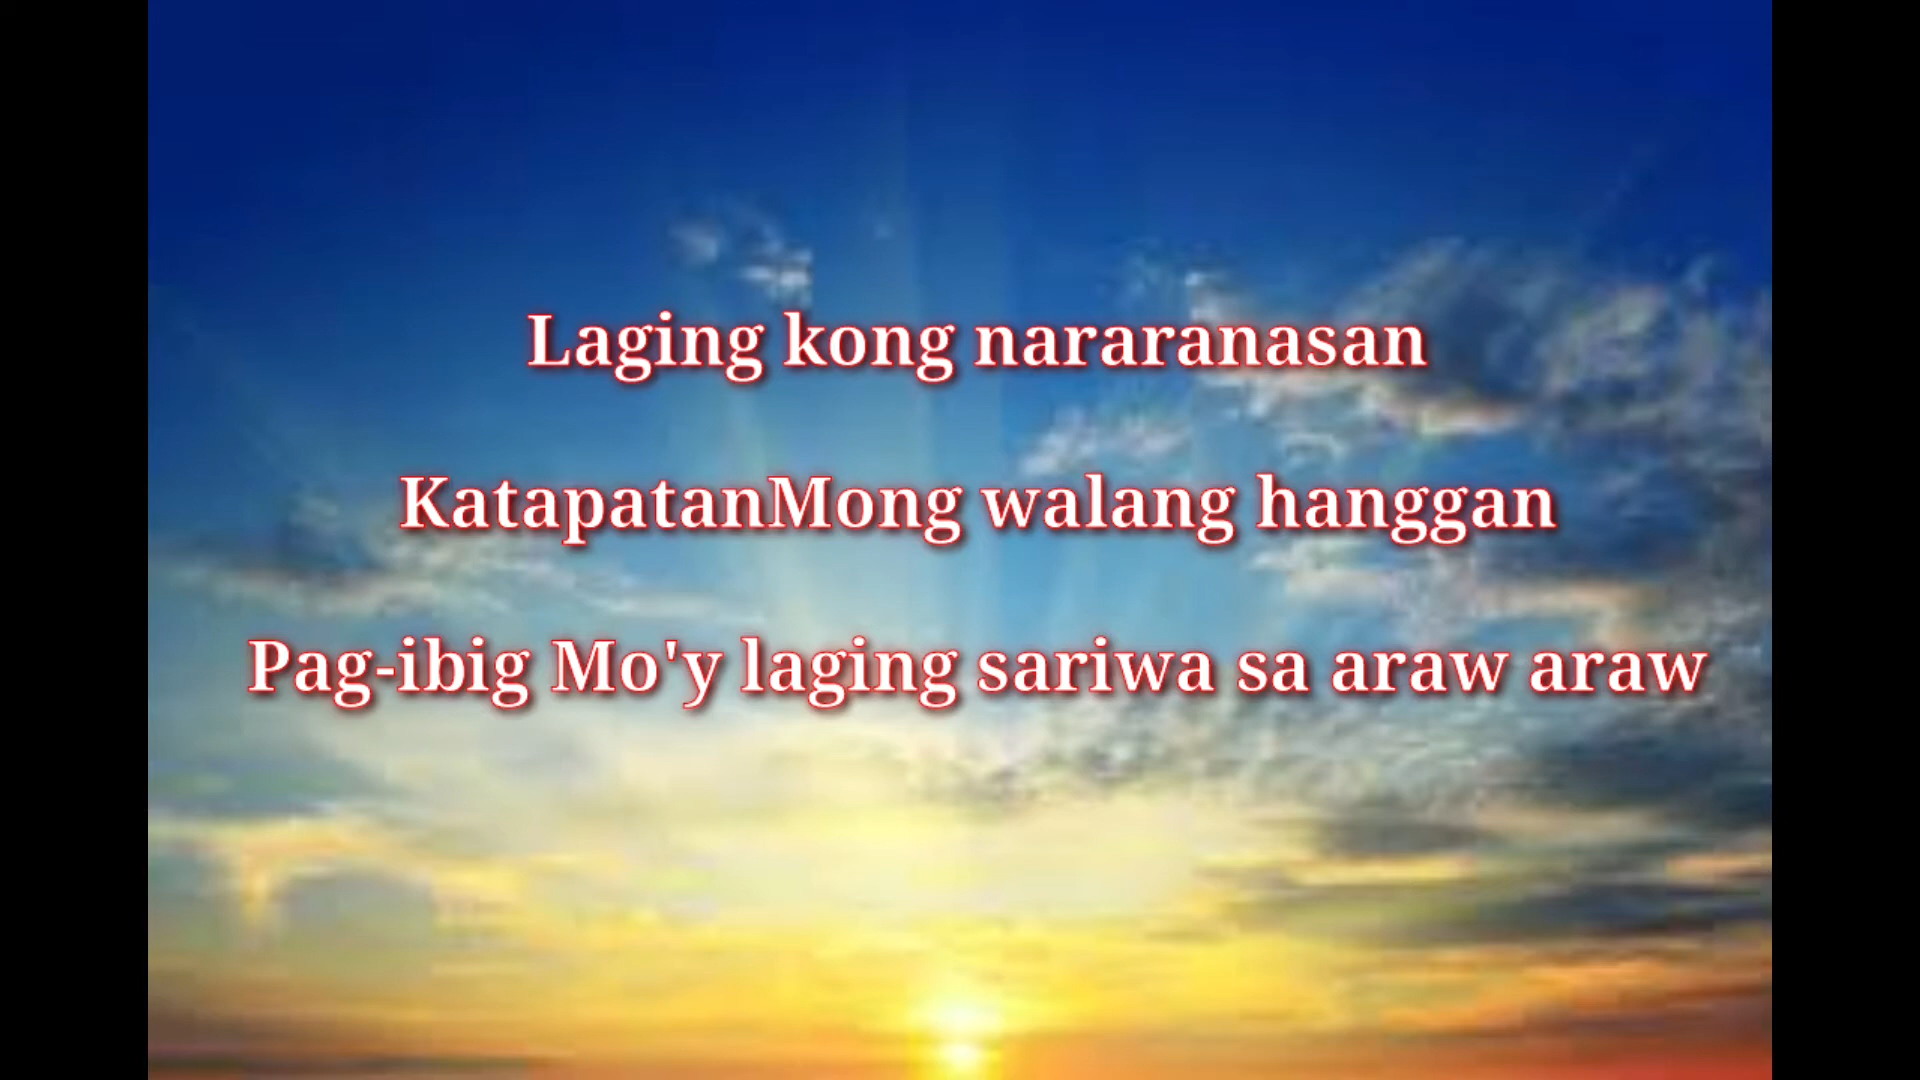 Laging kong nararanasan
KatapatanMong walang hanggan
Pag-ibig Mo'y laging sariwa sa araw araw